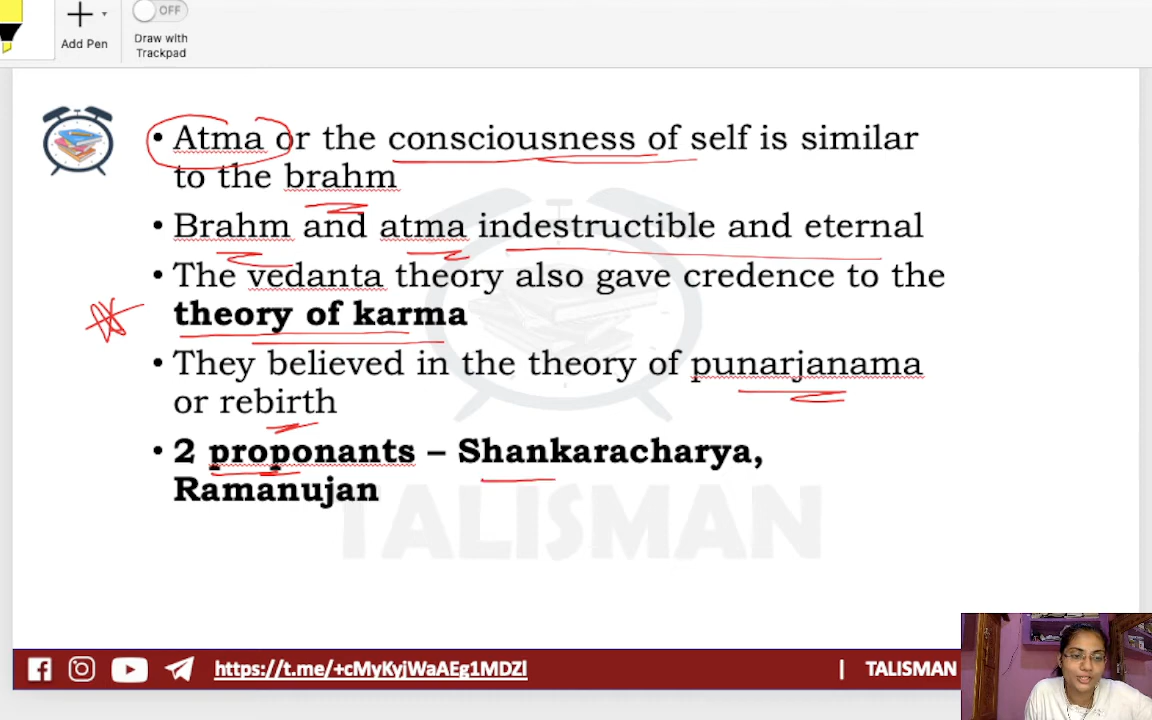 OFF
Add Pen
Draw with
Trackpad
• Atma or the consciousness of self is similar
to the brahm
• Brahm and atma indestructible and eternal
• The vedanta theory also gave credence to the
theory of karma
• They believed in the theory of punarjanama
or rebirth
• 2 proponants – Shankaracharya,
Ramanujan
TALISMAN
https://t.me/+cMyKyjWaAEg1MDZl
| TALISMAN